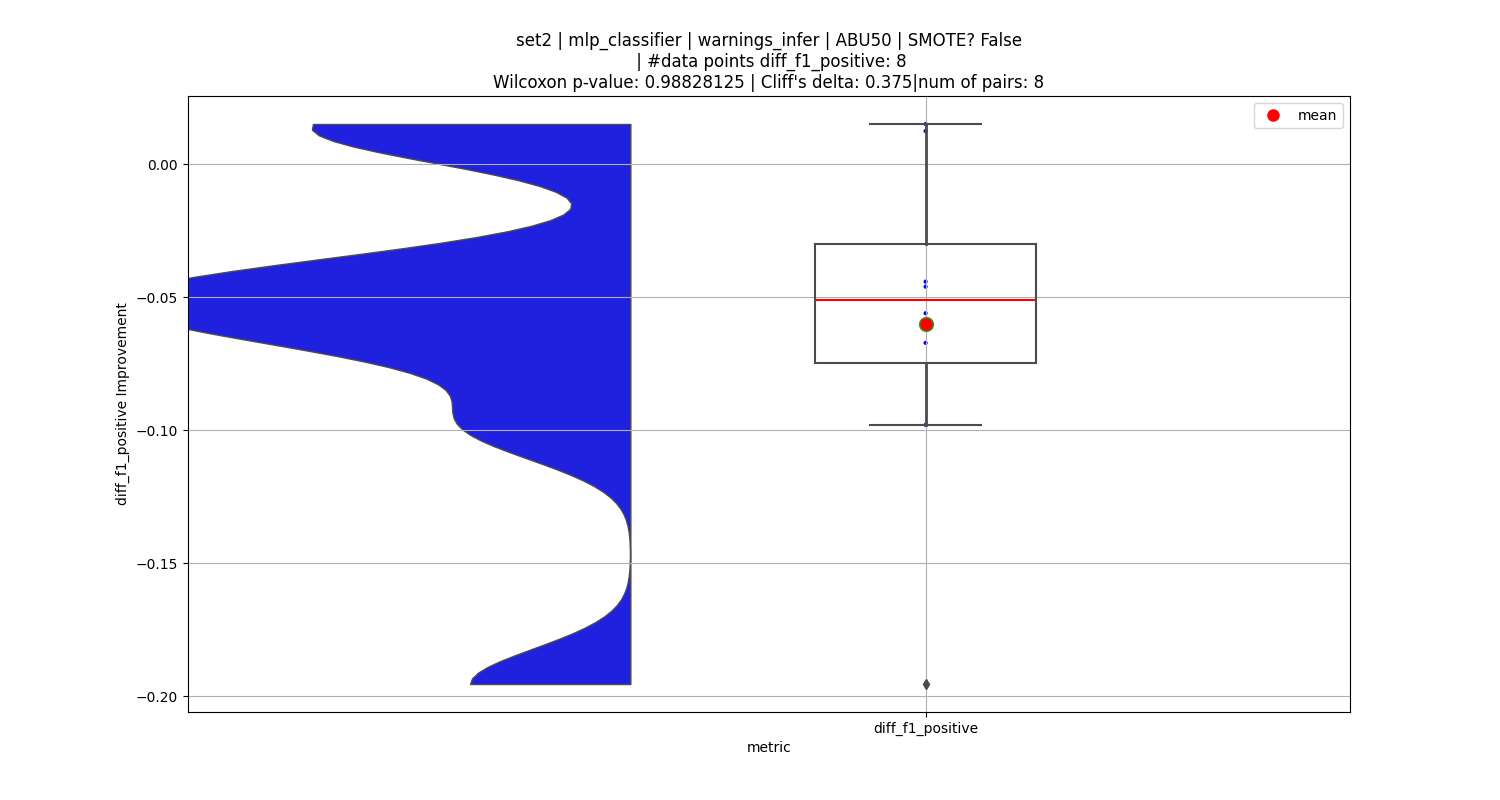 set2 | mlp_classifier | warnings_infer | ABU50 | SMOTE? False
| #data points diff_f1_positive: 8
Wilcoxon p-value: 0.98828125 | Cliff's delta: 0.375|num of pairs: 8
mean
0.00
−0.05
−0.10
−0.15
−0.20
diff_f1_positive Improvement
diff_f1_positive
metric